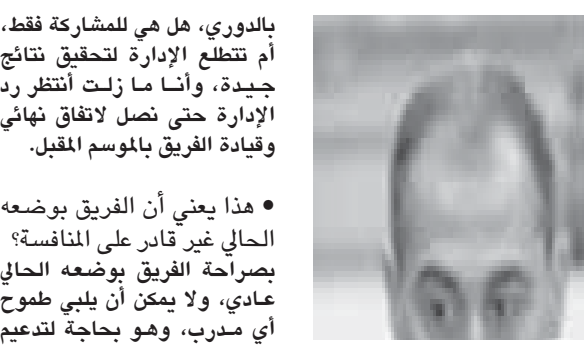 بالدوري، هل هي للمشاركة فقط،
أم تتطلع الإدارة لتحقيق نتائج
جيدة، وأنا ما زلت أنتظر رد
الإدارة حتى نصل لاتفاق نهائي
وقيادة الفريق بالموسم المقبل.
• هذا يعني أن الفريق بوضعه
الحالي غير قادر على المنافسة؟
بصراحة الفريق بوضعه الحالي
عادي، ولا يمكن أن يلبي طموح
أي مدرب، وهو بحاجة لتدعيم